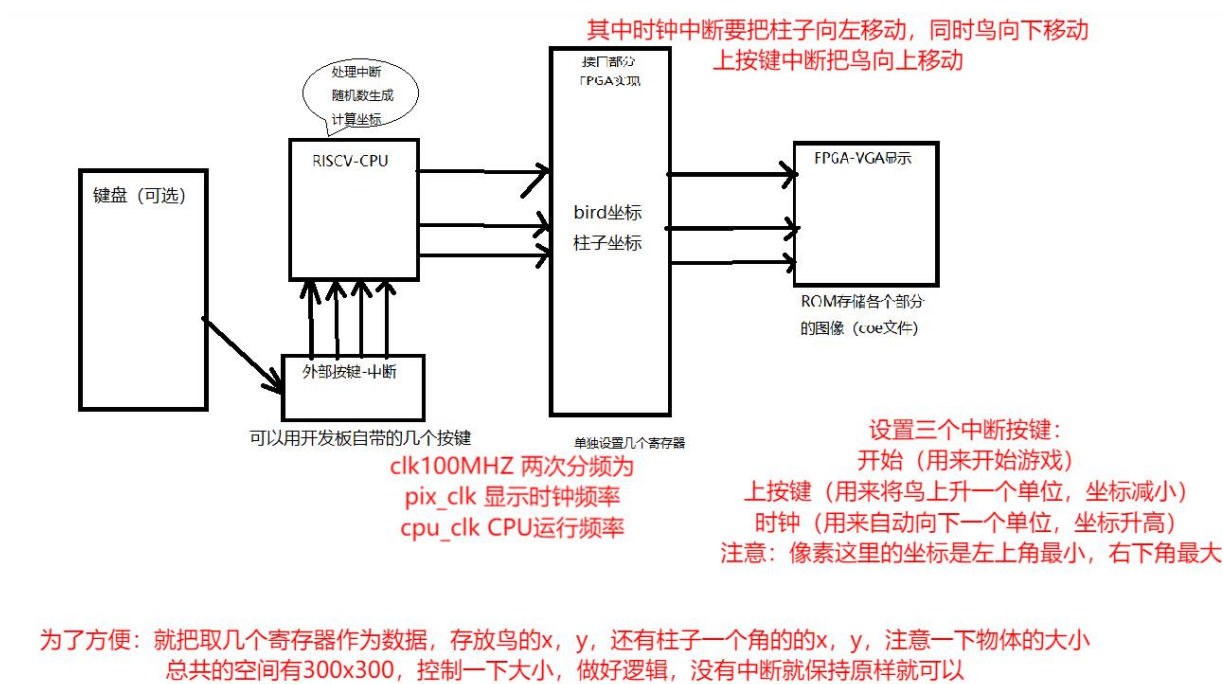 其中时钟中断要把柱子向左移动，同时鸟向下移动
上按键中断把鸟向上移动
处理中断
随机数生成
计算坐标
接口部分
FPGA实现
RISCV-CPU
FPGA-VGA显示
键盘（可选）
bird坐标
柱子坐标
ROM存储各个部分
的图像（coe文件）
外部按键-中断
可以用开发板自带的几个按键
单独设置几个寄存器
clk100MHZ 两次分频为
pix_clk 显示时钟频率
cpu_clk CPU运行频率
设置三个中断按键：
开始（用来开始游戏）
上按键（用来将鸟上升一个单位，坐标减小）
时钟（用来自动向下一个单位，坐标升高）
注意：像素这里的坐标是左上角最小，右下角最大
为了方便：就把取几个寄存器作为数据，存放鸟的x，y，还有柱子一个角的的x，y，注意一下物体的大小
总共的空间有300x300，控制一下大小，做好逻辑，没有中断就保持原样就可以